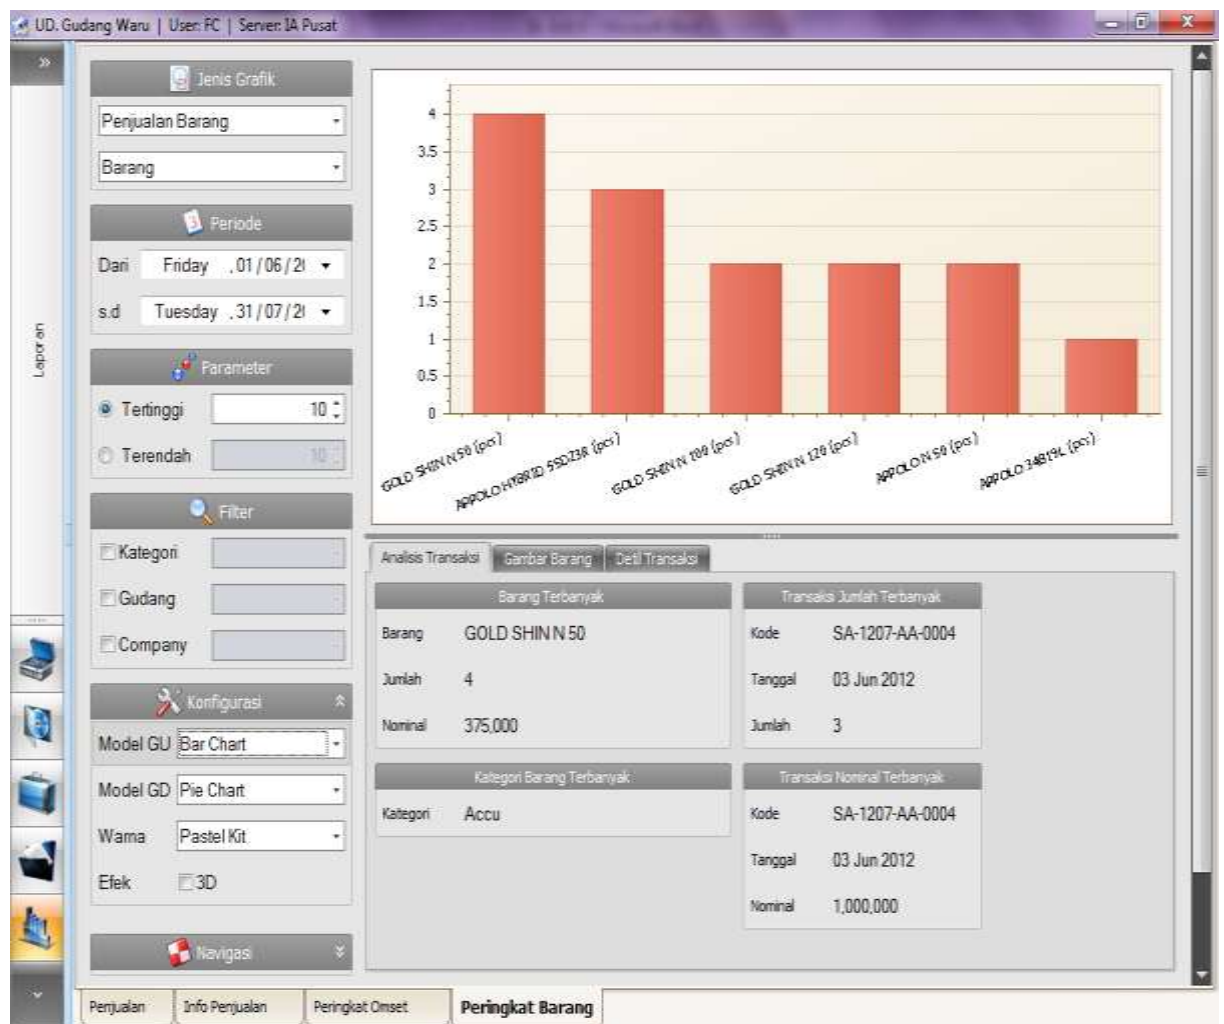 UD. Gudang Waru | User: FC | Server: IA Pusat
»
Laporan
Jenis Grafik
Penjualan Barang
Barang
Periode
Dari Friday , 01 / 06 / 2
s.d Tuesday , 31 / 07 / 2
Parameter
Tertinggi 10
Terendah 10
Filter
Kategori
Gudang
Company
Konfigurasi
Model GU Bar Chart
Model GD Pie Chart
Warna Pastel Kit
Efek 3D
Navigasi
4
3.5
3
2.5
2
1.5
1
0.5
0
GOLD SHIN N 50 (pcs)
APPOLO HYBRID 55D23R (pcs)
GOLD SHIN N 100 (pcs)
GOLD SHIN N 120 (pcs)
APPOLO N 50 (pcs)
APPOLO 34B19L (pcs)
Analisis Transaksi Gambar Barang Detil Transaksi
Barang Terbanyak
Barang GOLD SHIN N 50
Jumlah 4
Nominal 375,000
Transaksi Jumlah Terbanyak
Kode SA-1207-AA-0004
Tanggal 03 Jun 2012
Jumlah 3
Kategori Barang Terbanyak
Kategori Accu
Transaksi Nominal Terbanyak
Kode SA-1207-AA-0004
Tanggal 03 Jun 2012
Nominal 1,000,000
Penjualan Info Penjualan Peringkat Omset Peringkat Barang